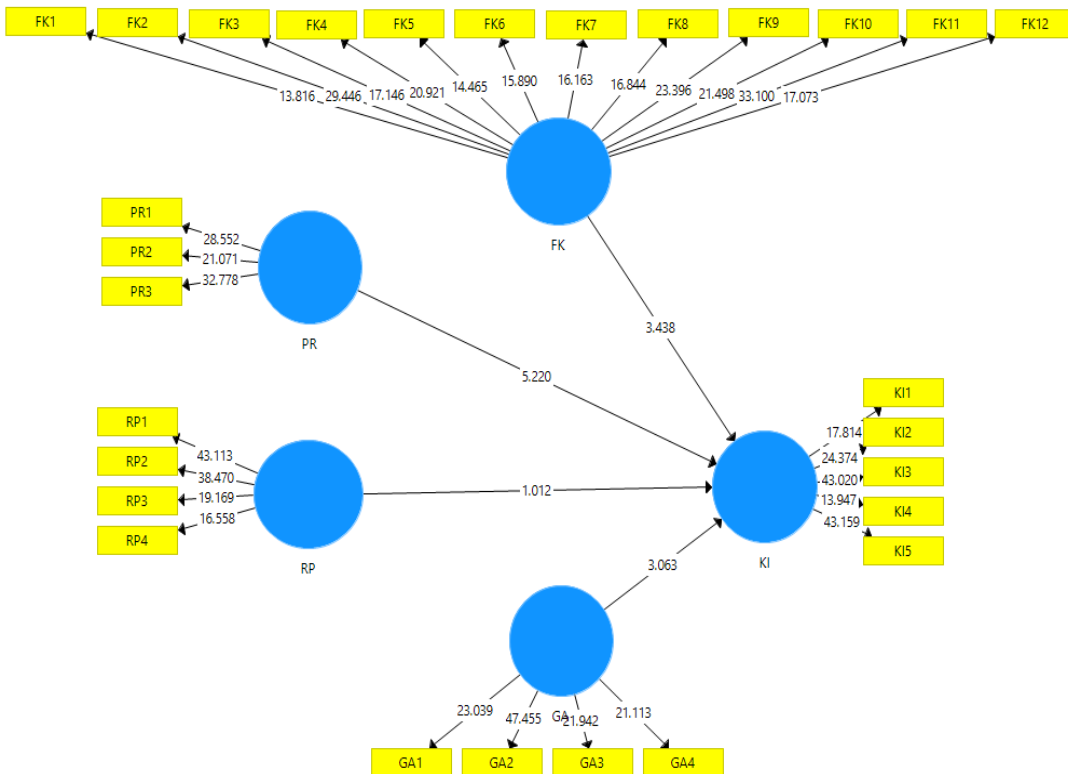 FK1 FK2 FK3 FK4 FK5 FK6 FK7 FK8 FK9 FK10 FK11 FK12
13.816 29.446 17.146 20.921 14.465 15.890 16.163 16.844 23.396 21.498 33.100 17.073
FK
PR1
PR2
PR3
28.552
21.071
32.778
PR
3.438
5.220
RP1
RP2
RP3
RP4
43.113
38.470
19.169
16.558
RP
1.012
KI1
KI2
KI3
KI4
KI5
17.814
24.374
43.020
13.947
43.159
KI
3.063
GA
23.039 47.455 21.942 21.113
GA1 GA2 GA3 GA4